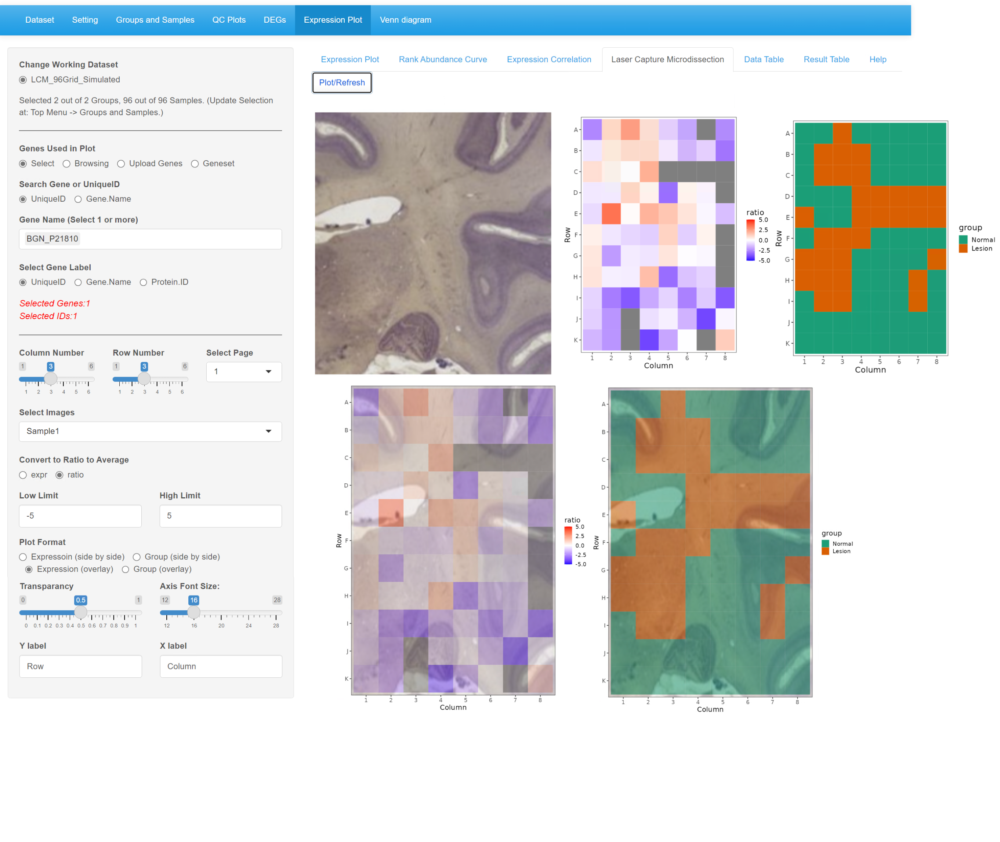 Dataset Setting Groups and Samples QC Plots DEGs Expression Plot Venn diagram
Change Working Dataset
LCM_96Grid_Simulated
Selected 2 out of 2 Groups, 96 out of 96 Samples. (Update Selection
at: Top Menu -> Groups and Samples.)
Genes Used in Plot
Select Browsing Upload Genes Geneset
Search Gene or UniqueID
UniqueID Gene.Name
Gene Name (Select 1 or more)
BGN_P21810
Select Gene Label
UniqueID Gene.Name Protein.ID
Selected Genes:1
Selected IDs:1
Column Number Row Number Select Page
1 3 6 1 3 6
1
1 2 3 4 5 6 1 2 3 4 5 6
Select Images
Sample1
Convert to Ratio to Average
expr ratio
Low Limit High Limit
-5 5
Plot Format
Expressoin (side by side) Group (side by side)
Expression (overlay) Group (overlay)
Transparancy Axis Font Size:
0 0.5 1 12 16 28
0 0.1 0.2 0.3 0.4 0.5 0.6 0.7 0.8 0.9 1 12 16 20 24 28
Y label X label
Row Column
Expression Plot Rank Abundance Curve Expression Correlation Laser Capture Microdissection Data Table Result Table Help
Plot/Refresh
A
B
C
D
E
F
G
H
I
J
K
Row
1 2 3 4 5 6 7 8
Column
ratio
5.0
2.5
0.0
-2.5
-5.0
A
B
C
D
E
F
G
H
I
J
K
Row
1 2 3 4 5 6 7 8
Column
group
Normal
Lesion
A
B
C
D
E
F
G
H
I
J
K
Row
1 2 3 4 5 6 7 8
Column
ratio
5.0
2.5
0.0
-2.5
-5.0
A
B
C
D
E
F
G
H
I
J
K
Row
1 2 3 4 5 6 7 8
Column
group
Normal
Lesion